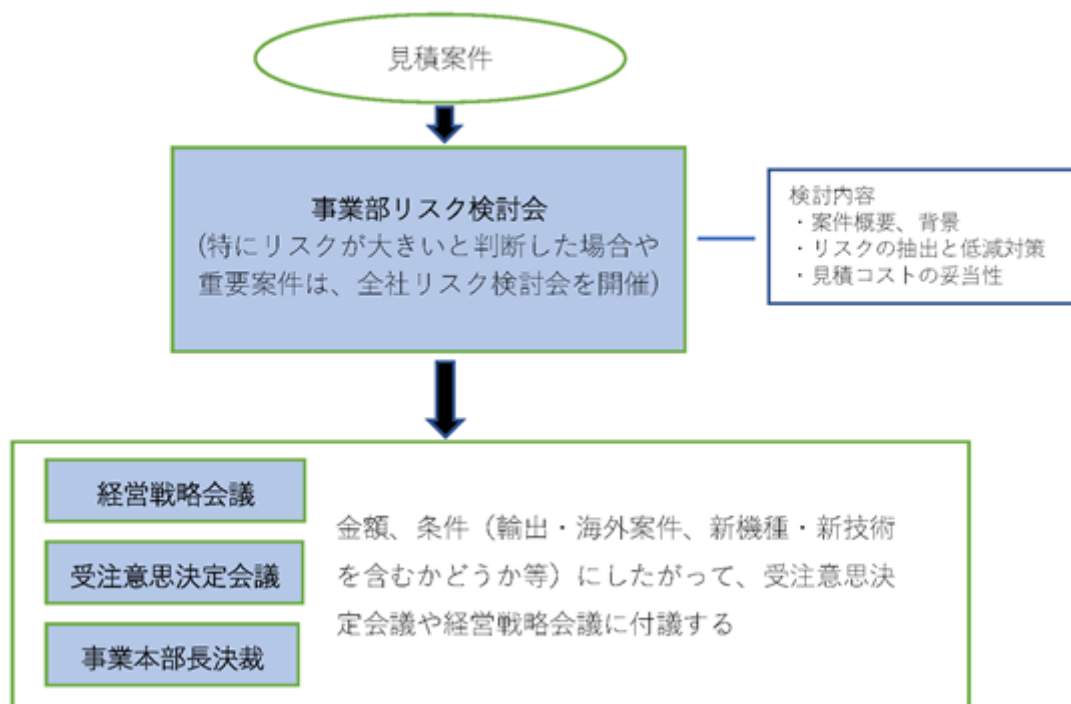 見積案件
事業部リスク検討会
(特にリスクが大きいと判断した場合や
重要案件は、全社リスク検討会を開催)
検討内容
・案件概要、背景
・リスクの抽出と低減対策
・見積コストの妥当性
経営戦略会議
受注意思決定会議
事業本部長決裁
金額、条件（輸出・海外案件、新機種・新技術
を含むかどうか等）にしたがって、受注意思決
定会議や経営戦略会議に付議する